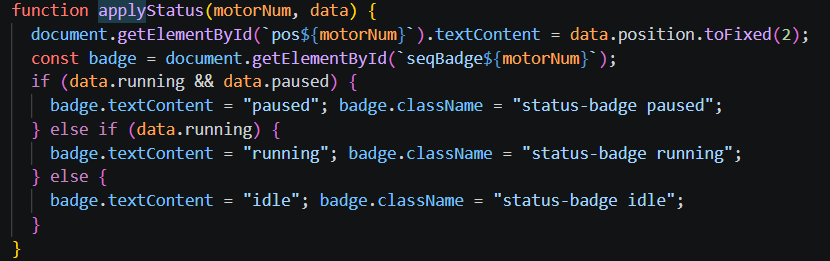 function applyStatus(motorNum, data) {
  document.getElementById(`pos${motorNum}`).textContent = data.position.toFixed(2);
  const badge = document.getElementById(`seqBadge${motorNum}`);
  if (data.running && data.paused) {
    badge.textContent = "paused"; badge.className = "status-badge paused";
  } else if (data.running) {
    badge.textContent = "running"; badge.className = "status-badge running";
  } else {
    badge.textContent = "idle"; badge.className = "status-badge idle";
  }
}